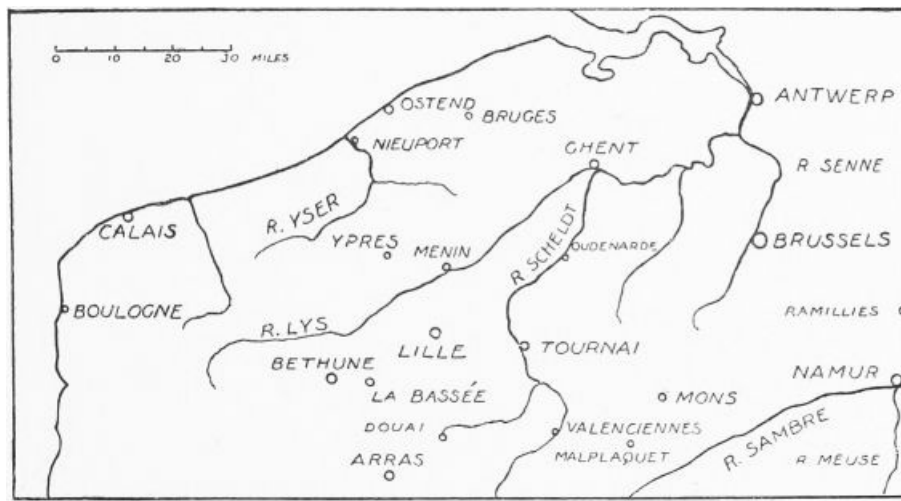 0 10 20 30 MILES
ANTWERP
OSTEND
BRUGES
NIEUPORT
GHENT
R. SENNE
R. YSER
CALAIS
YPRES
MENIN
R. SCHELDT
OUDENARDE
BRUSSELS
BOULOGNE
R. LYS
RAMILLIES
LILLE
TOURNAI
BETHUNE
NAMUR
LA BASSÉE
MONS
DOUAI
VALENCIENNES
MALPLAQUET
R. SAMBRE
ARRAS
R. MEUSE